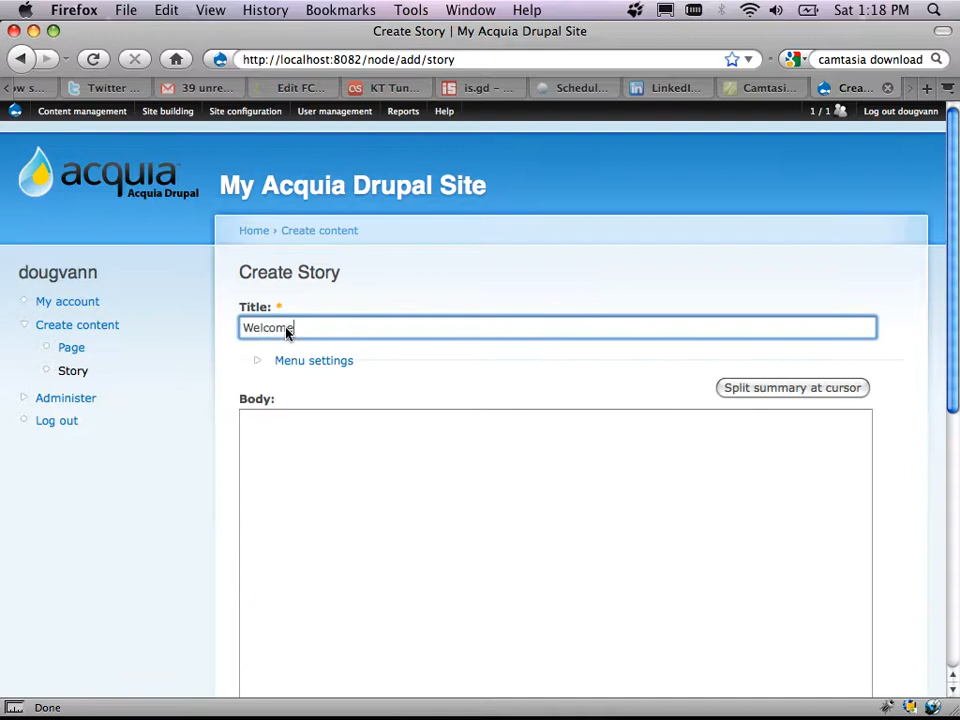 Firefox File Edit View History Bookmarks Tools Window Help Sat 1:18 PM
Create Story | My Acquia Drupal Site
http://localhost:8082/node/add/story camtasia download
w s... Twitter ... 39 unre... Edit FC... KT Tun... is.gd - ... Schedul... LinkedI... Camtasi... Crea...
Content management Site building Site configuration User management Reports Help 1 / 1 Log out dougvann
acquia
Acquia Drupal
My Acquia Drupal Site
Home › Create content
dougvann
My account
Create content
Page
Story
Administer
Log out
Create Story
Title: *
Welcome
Menu settings
Split summary at cursor
Body:
Done